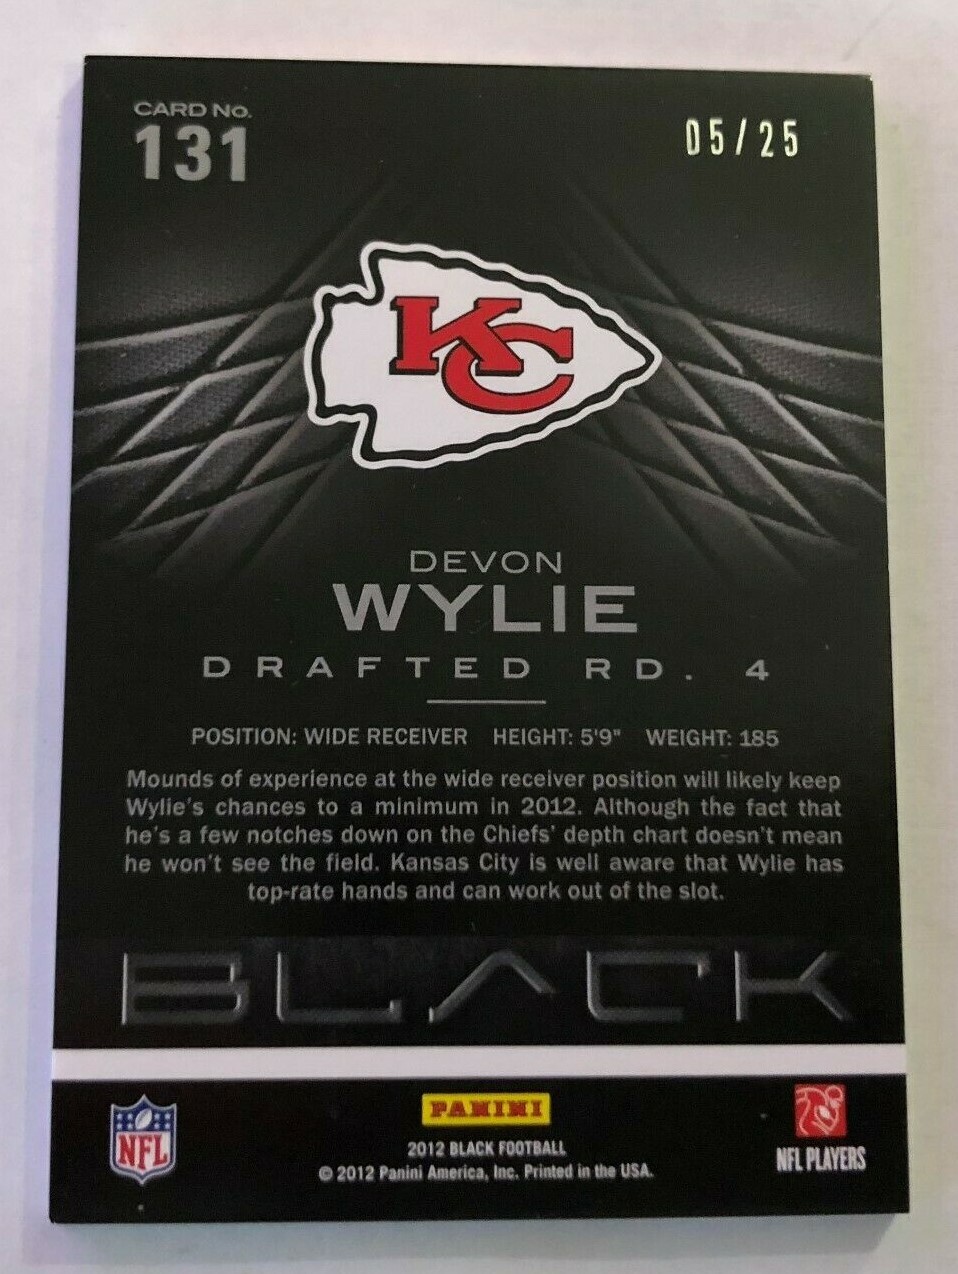 CARD No.
131
05/25
KC
DEVON
WYLIE
DRAFTED RD. 4
POSITION: WIDE RECEIVER HEIGHT: 5'9" WEIGHT: 185
Mounds of experience at the wide receiver position will likely keep
Wylie's chances to a minimum in 2012. Although the fact that
he's a few notches down on the Chiefs' depth chart doesn't mean
he won't see the field. Kansas City is well aware that Wylie has
top-rate hands and can work out of the slot.
BLACK
NFL
PANINI
2012 BLACK FOOTBALL
© 2012 Panini America, Inc. Printed in the USA.
NFL PLAYERS